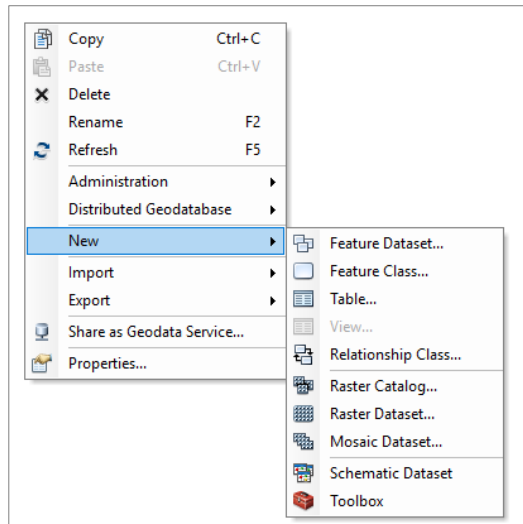 Copy Ctrl+C
Paste Ctrl+V
Delete
Rename F2
Refresh F5
Administration
Distributed Geodatabase
New
Import
Export
Share as Geodata Service...
Properties...
Feature Dataset...
Feature Class...
Table...
View...
Relationship Class...
Raster Catalog...
Raster Dataset...
Mosaic Dataset...
Schematic Dataset
Toolbox